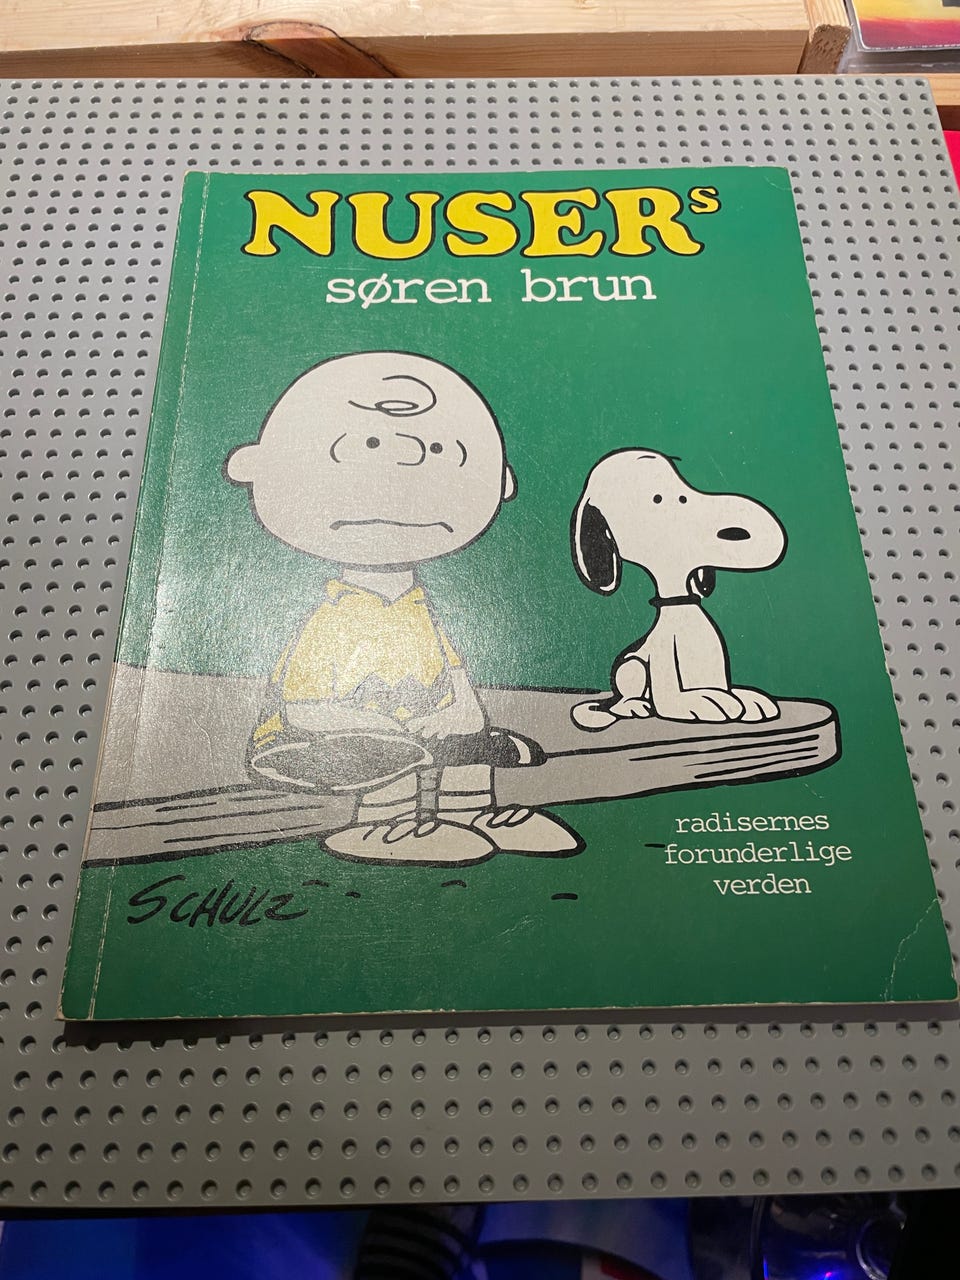 NUSERs
søren brun
radisernes
forunderlige
verden
SCHULZ